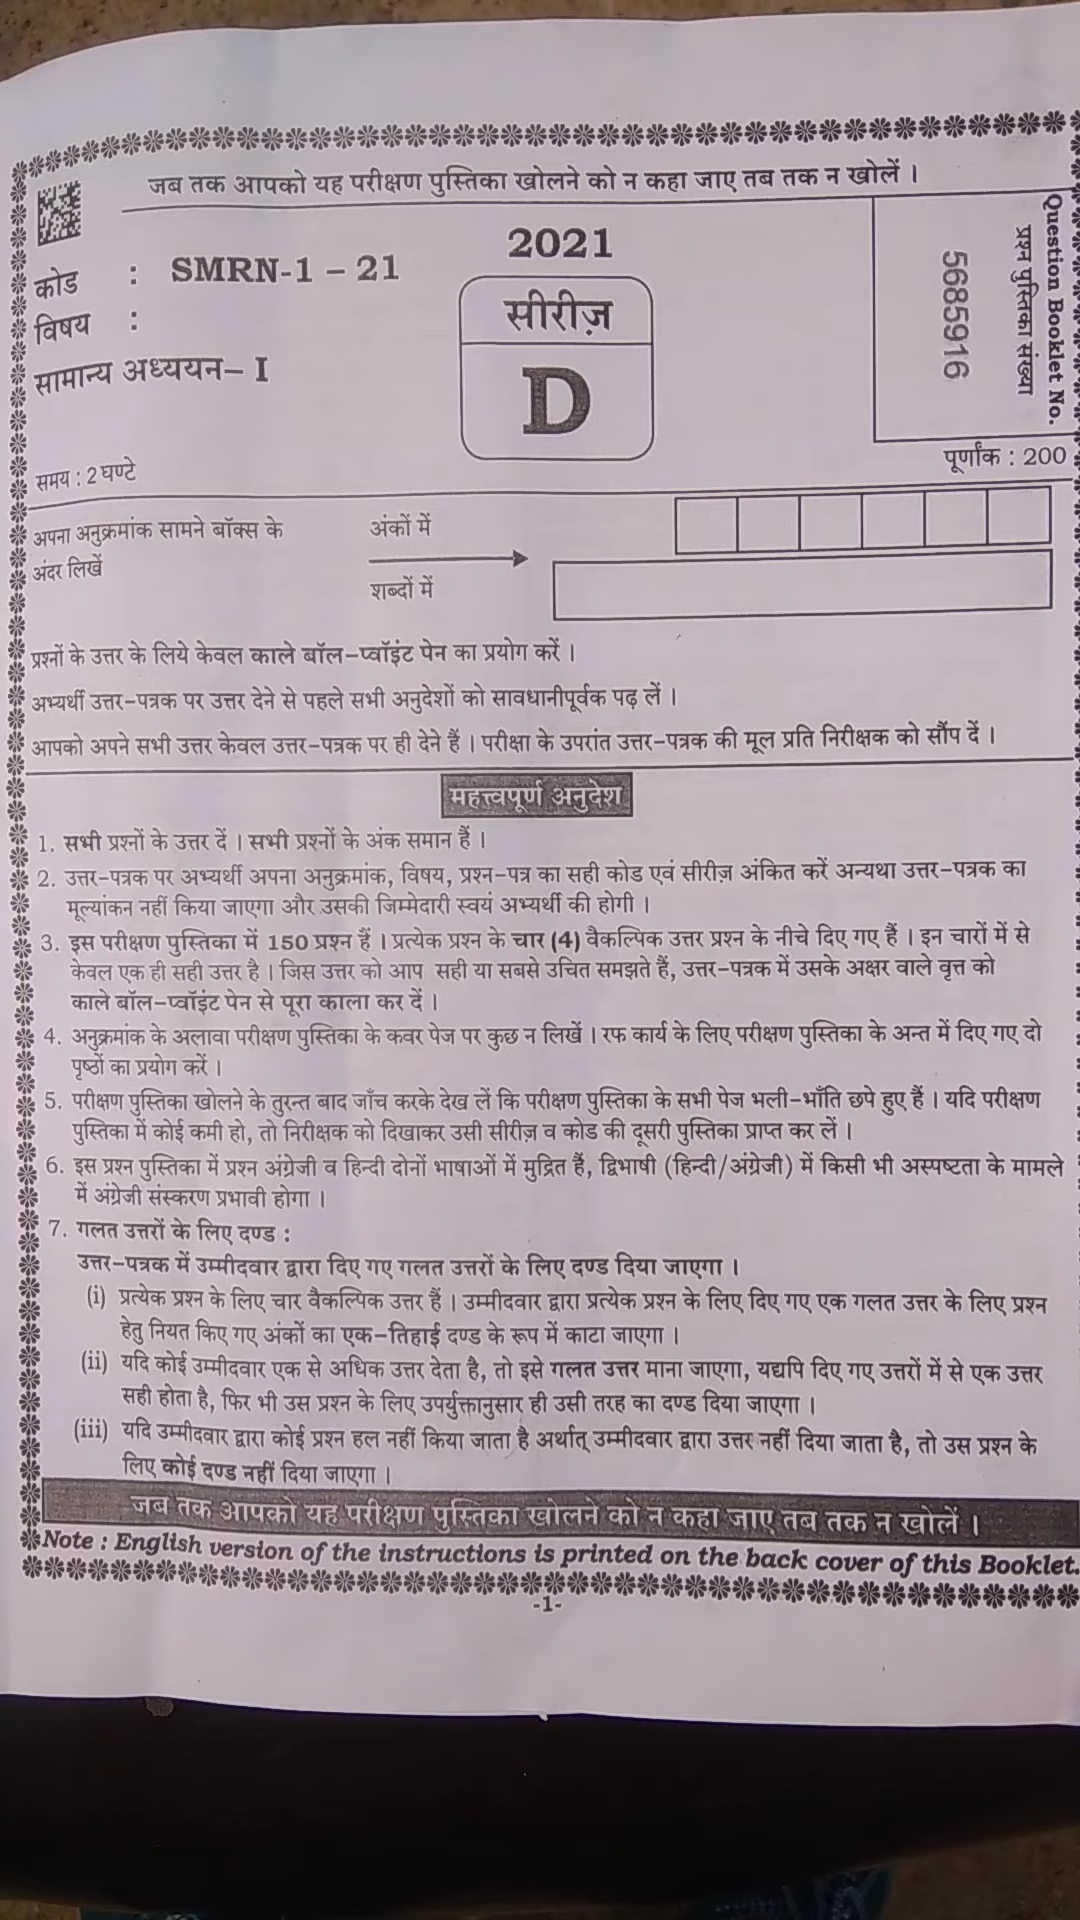 जब तक आपको यह परीक्षण पुस्तिका खोलने को न कहा जाए तब तक न खोलें ।
कोड : SMRN-1 – 21
विषय :
सामान्य अध्ययन– I
समय : 2 घण्टे
2021
सीरीज़
D
Question Booklet No.
प्रश्न पुस्तिका संख्या
5685916
पूर्णांक : 200
अपना अनुक्रमांक सामने बॉक्स के
अंदर लिखें
अंकों में
शब्दों में
प्रश्नों के उत्तर के लिये केवल काले बॉल–प्वॉइंट पेन का प्रयोग करें ।
अभ्यर्थी उत्तर–पत्रक पर उत्तर देने से पहले सभी अनुदेशों को सावधानीपूर्वक पढ़ लें ।
आपको अपने सभी उत्तर केवल उत्तर–पत्रक पर ही देने हैं । परीक्षा के उपरांत उत्तर–पत्रक की मूल प्रति निरीक्षक को सौंप दें ।
महत्त्वपूर्ण अनुदेश
1. सभी प्रश्नों के उत्तर दें । सभी प्रश्नों के अंक समान हैं ।
2. उत्तर–पत्रक पर अभ्यर्थी अपना अनुक्रमांक, विषय, प्रश्न–पत्र का सही कोड एवं सीरीज़ अंकित करें अन्यथा उत्तर–पत्रक का
मूल्यांकन नहीं किया जाएगा और उसकी जिम्मेदारी स्वयं अभ्यर्थी की होगी ।
3. इस परीक्षण पुस्तिका में 150 प्रश्न हैं । प्रत्येक प्रश्न के चार (4) वैकल्पिक उत्तर प्रश्न के नीचे दिए गए हैं । इन चारों में से
केवल एक ही सही उत्तर है । जिस उत्तर को आप सही या सबसे उचित समझते हैं, उत्तर–पत्रक में उसके अक्षर वाले वृत्त को
काले बॉल–प्वॉइंट पेन से पूरा काला कर दें ।
4. अनुक्रमांक के अलावा परीक्षण पुस्तिका के कवर पेज पर कुछ न लिखें । रफ कार्य के लिए परीक्षण पुस्तिका के अन्त में दिए गए दो
पृष्ठों का प्रयोग करें ।
5. परीक्षण पुस्तिका खोलने के तुरन्त बाद जाँच करके देख लें कि परीक्षण पुस्तिका के सभी पेज भली–भाँति छपे हुए हैं । यदि परीक्षण
पुस्तिका में कोई कमी हो, तो निरीक्षक को दिखाकर उसी सीरीज़ व कोड की दूसरी पुस्तिका प्राप्त कर लें ।
6. इस प्रश्न पुस्तिका में प्रश्न अंग्रेजी व हिन्दी दोनों भाषाओं में मुद्रित हैं, द्विभाषी (हिन्दी/अंग्रेजी) में किसी भी अस्पष्टता के मामले
में अंग्रेजी संस्करण प्रभावी होगा ।
7. गलत उत्तरों के लिए दण्ड :
उत्तर–पत्रक में उम्मीदवार द्वारा दिए गए गलत उत्तरों के लिए दण्ड दिया जाएगा ।
(i) प्रत्येक प्रश्न के लिए चार वैकल्पिक उत्तर हैं । उम्मीदवार द्वारा प्रत्येक प्रश्न के लिए दिए गए एक गलत उत्तर के लिए प्रश्न
हेतु नियत किए गए अंकों का एक–तिहाई दण्ड के रूप में काटा जाएगा ।
(ii) यदि कोई उम्मीदवार एक से अधिक उत्तर देता है, तो इसे गलत उत्तर माना जाएगा, यद्यपि दिए गए उत्तरों में से एक उत्तर
सही होता है, फिर भी उस प्रश्न के लिए उपर्युक्तानुसार ही उसी तरह का दण्ड दिया जाएगा ।
(iii) यदि उम्मीदवार द्वारा कोई प्रश्न हल नहीं किया जाता है अर्थात् उम्मीदवार द्वारा उत्तर नहीं दिया जाता है, तो उस प्रश्न के
लिए कोई दण्ड नहीं दिया जाएगा ।
जब तक आपको यह परीक्षण पुस्तिका खोलने को न कहा जाए तब तक न खोलें ।
Note : English version of the instructions is printed on the back cover of this Booklet.
-1-